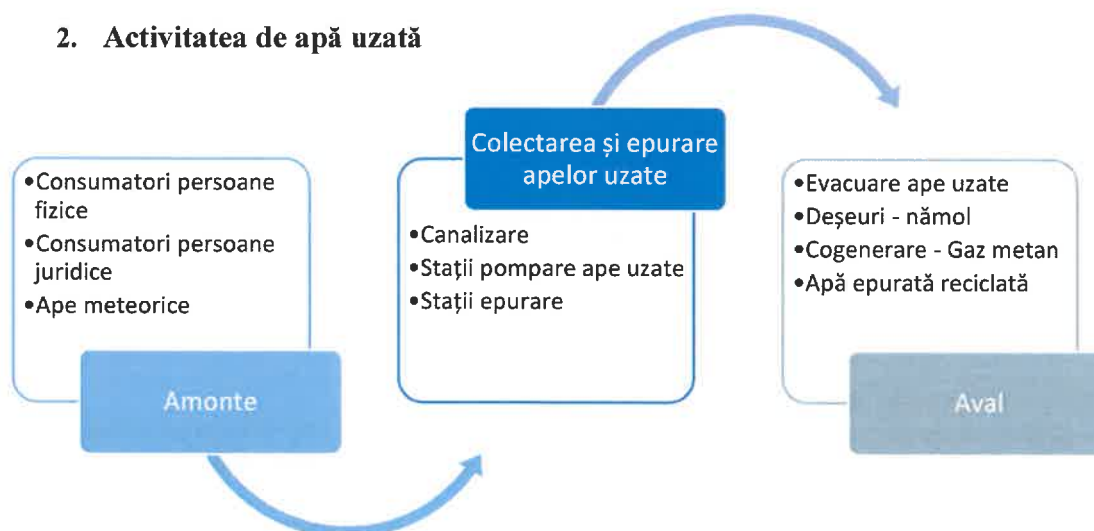 2. Activitatea de apă uzată
•Consumatori persoane
fizice
•Consumatori persoane
juridice
•Ape meteorice
Amonte
Colectarea și epurare
apelor uzate
•Canalizare
•Stații pompare ape uzate
•Stații epurare
•Evacuare ape uzate
•Deșeuri - nămol
•Cogenerare - Gaz metan
•Apă epurată reciclată
Aval